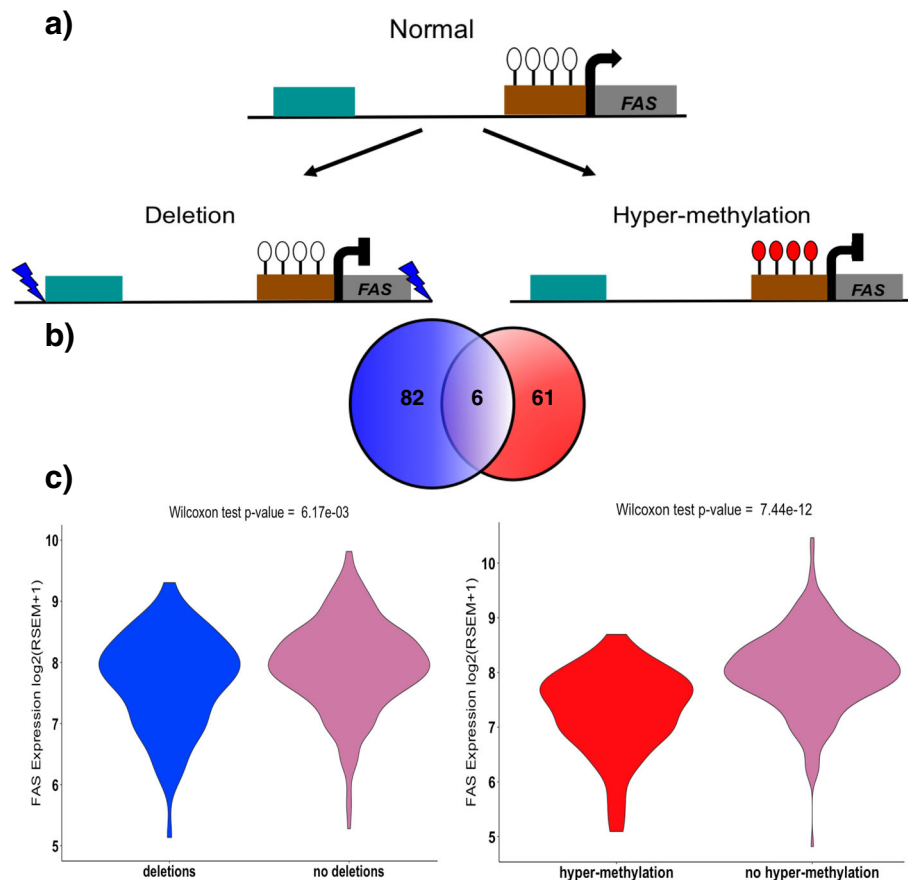 a)
Normal
FAS
Deletion
Hyper-methylation
FAS
FAS
b)
82
6
61
c)
Wilcoxon test p-value = 6.17e-03
10
9
8
7
6
5
FAS Expression log2(RSEM+1)
deletions
no deletions
Wilcoxon test p-value = 7.44e-12
10
9
8
7
6
5
FAS Expression log2(RSEM+1)
hyper-methylation
no hyper-methylation